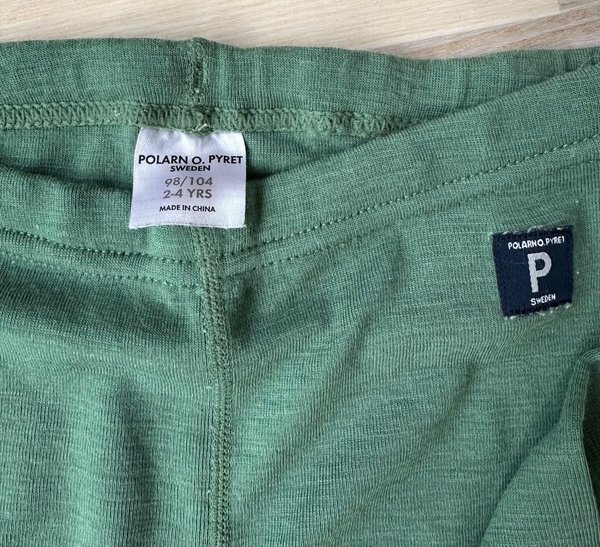 POLARN O. PYRET
SWEDEN
98/104
2-4 YRS
MADE IN CHINA
POLARN O. PYRET
P
SWEDEN